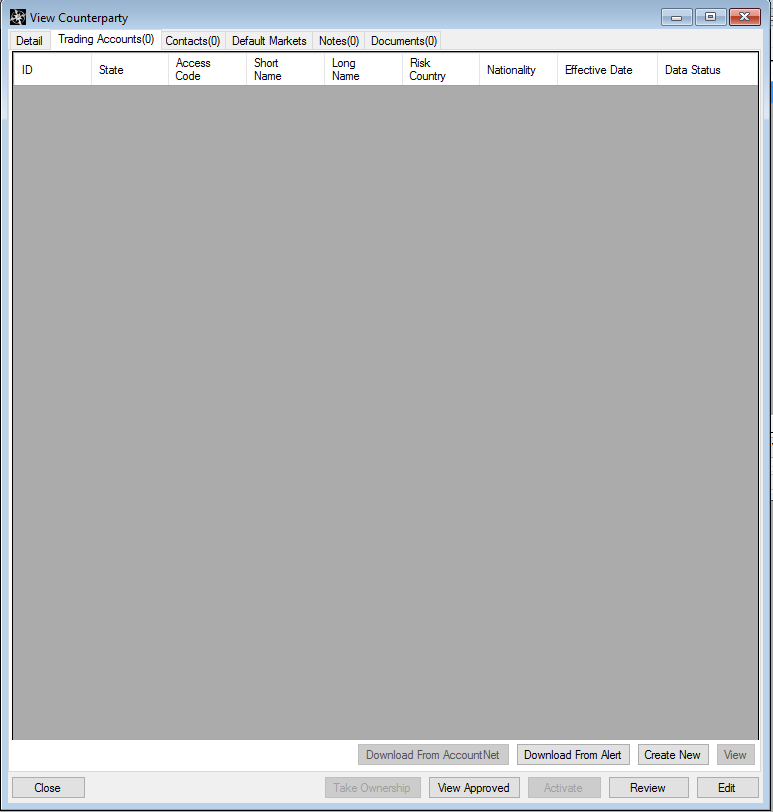 View Counterparty
Detail Trading Accounts(0) Contacts(0) Default Markets Notes(0) Documents(0)
ID State Access Code Short Name Long Name Risk Country Nationality Effective Date Data Status
Download From AccountNet Download From Alert Create New View
Close Take Ownership View Approved Activate Review Edit